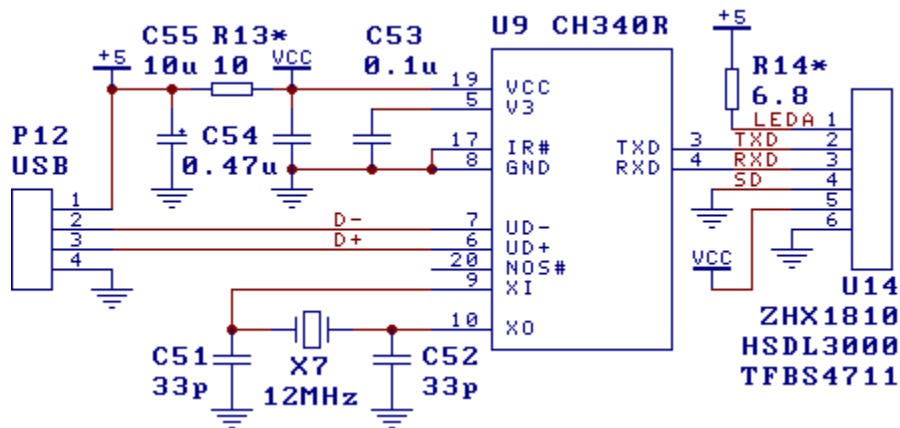 U9 CH340R
C55 R13*
10u 10
+5
VCC
C53
0.1u
+5
R14*
6.8
P12
USB
C54
0.47u
1
2
3
4
D-
D+
19 VCC
5 V3
17 IR#
8 GND
7 UD-
6 UD+
20 NOS#
9 XI
10 XO
TXD 3
RXD 4
LEDA 1
TXD 2
RXD 3
SD 4
5
6
VCC
U14
ZHX1810
HSDL3000
TFBS4711
C51
33p
X7
12MHz
C52
33p
+